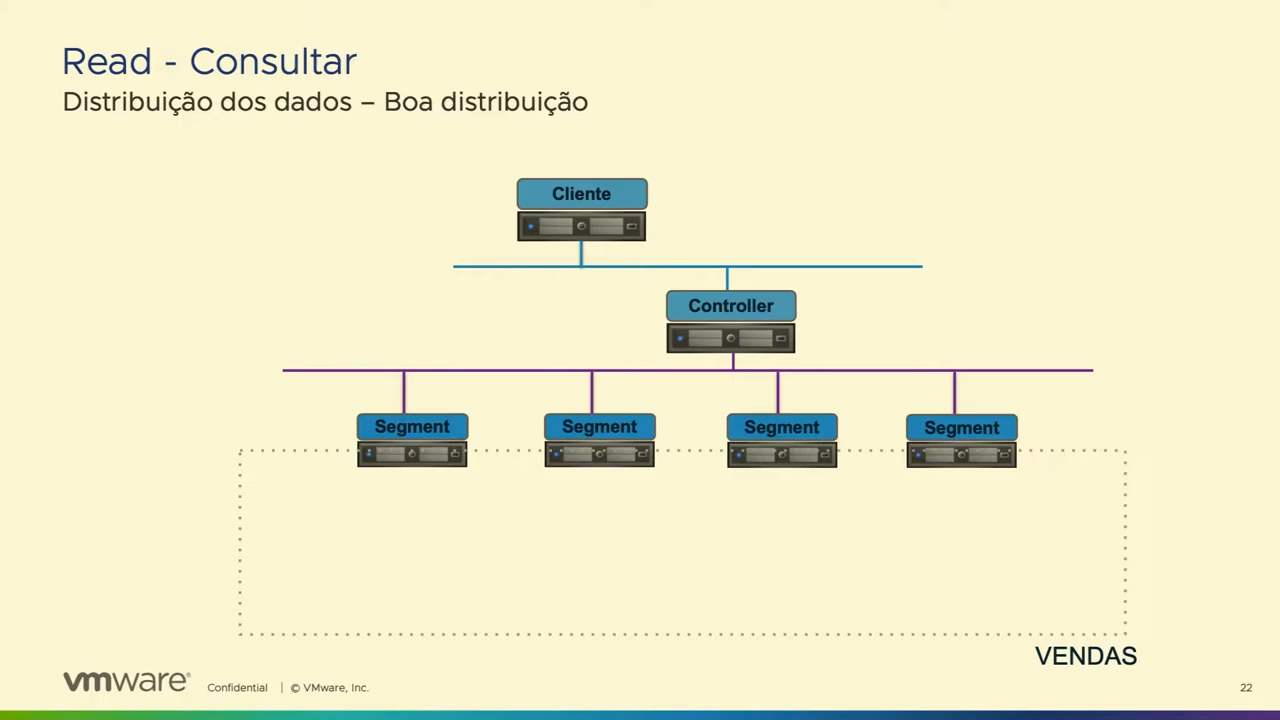 Read - Consultar
Distribuição dos dados – Boa distribuição
Cliente
Controller
Segment
Segment
Segment
Segment
VENDAS
vmware®
Confidential | © VMware, Inc.
22